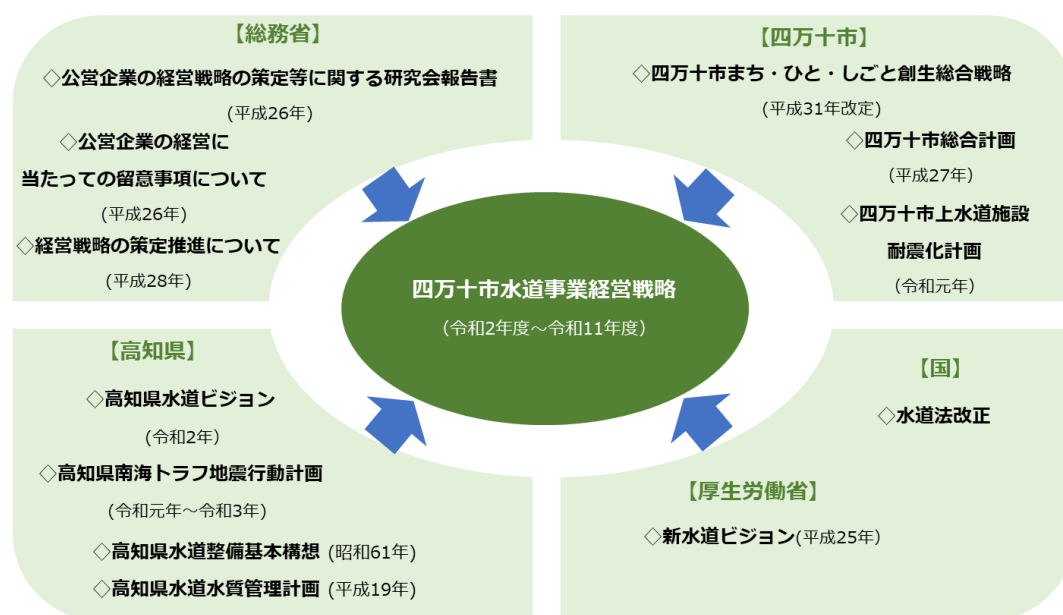 【総務省】
◇公営企業の経営戦略の策定等に関する研究会報告書
(平成26年)
◇公営企業の経営に
当たっての留意事項について
(平成26年)
◇経営戦略の策定推進について
(平成28年)
【四万十市】
◇四万十市まち・ひと・しごと創生総合戦略
(平成31年改定)
◇四万十市総合計画
(平成27年)
◇四万十市上水道施設
耐震化計画
(令和元年)
四万十市水道事業経営戦略
(令和2年度～令和11年度)
【高知県】
◇高知県水道ビジョン
(令和2年)
◇高知県南海トラフ地震行動計画
(令和元年～令和3年)
◇高知県水道整備基本構想 (昭和61年)
◇高知県水道水質管理計画 (平成19年)
【国】
◇水道法改正
【厚生労働省】
◇新水道ビジョン(平成25年)